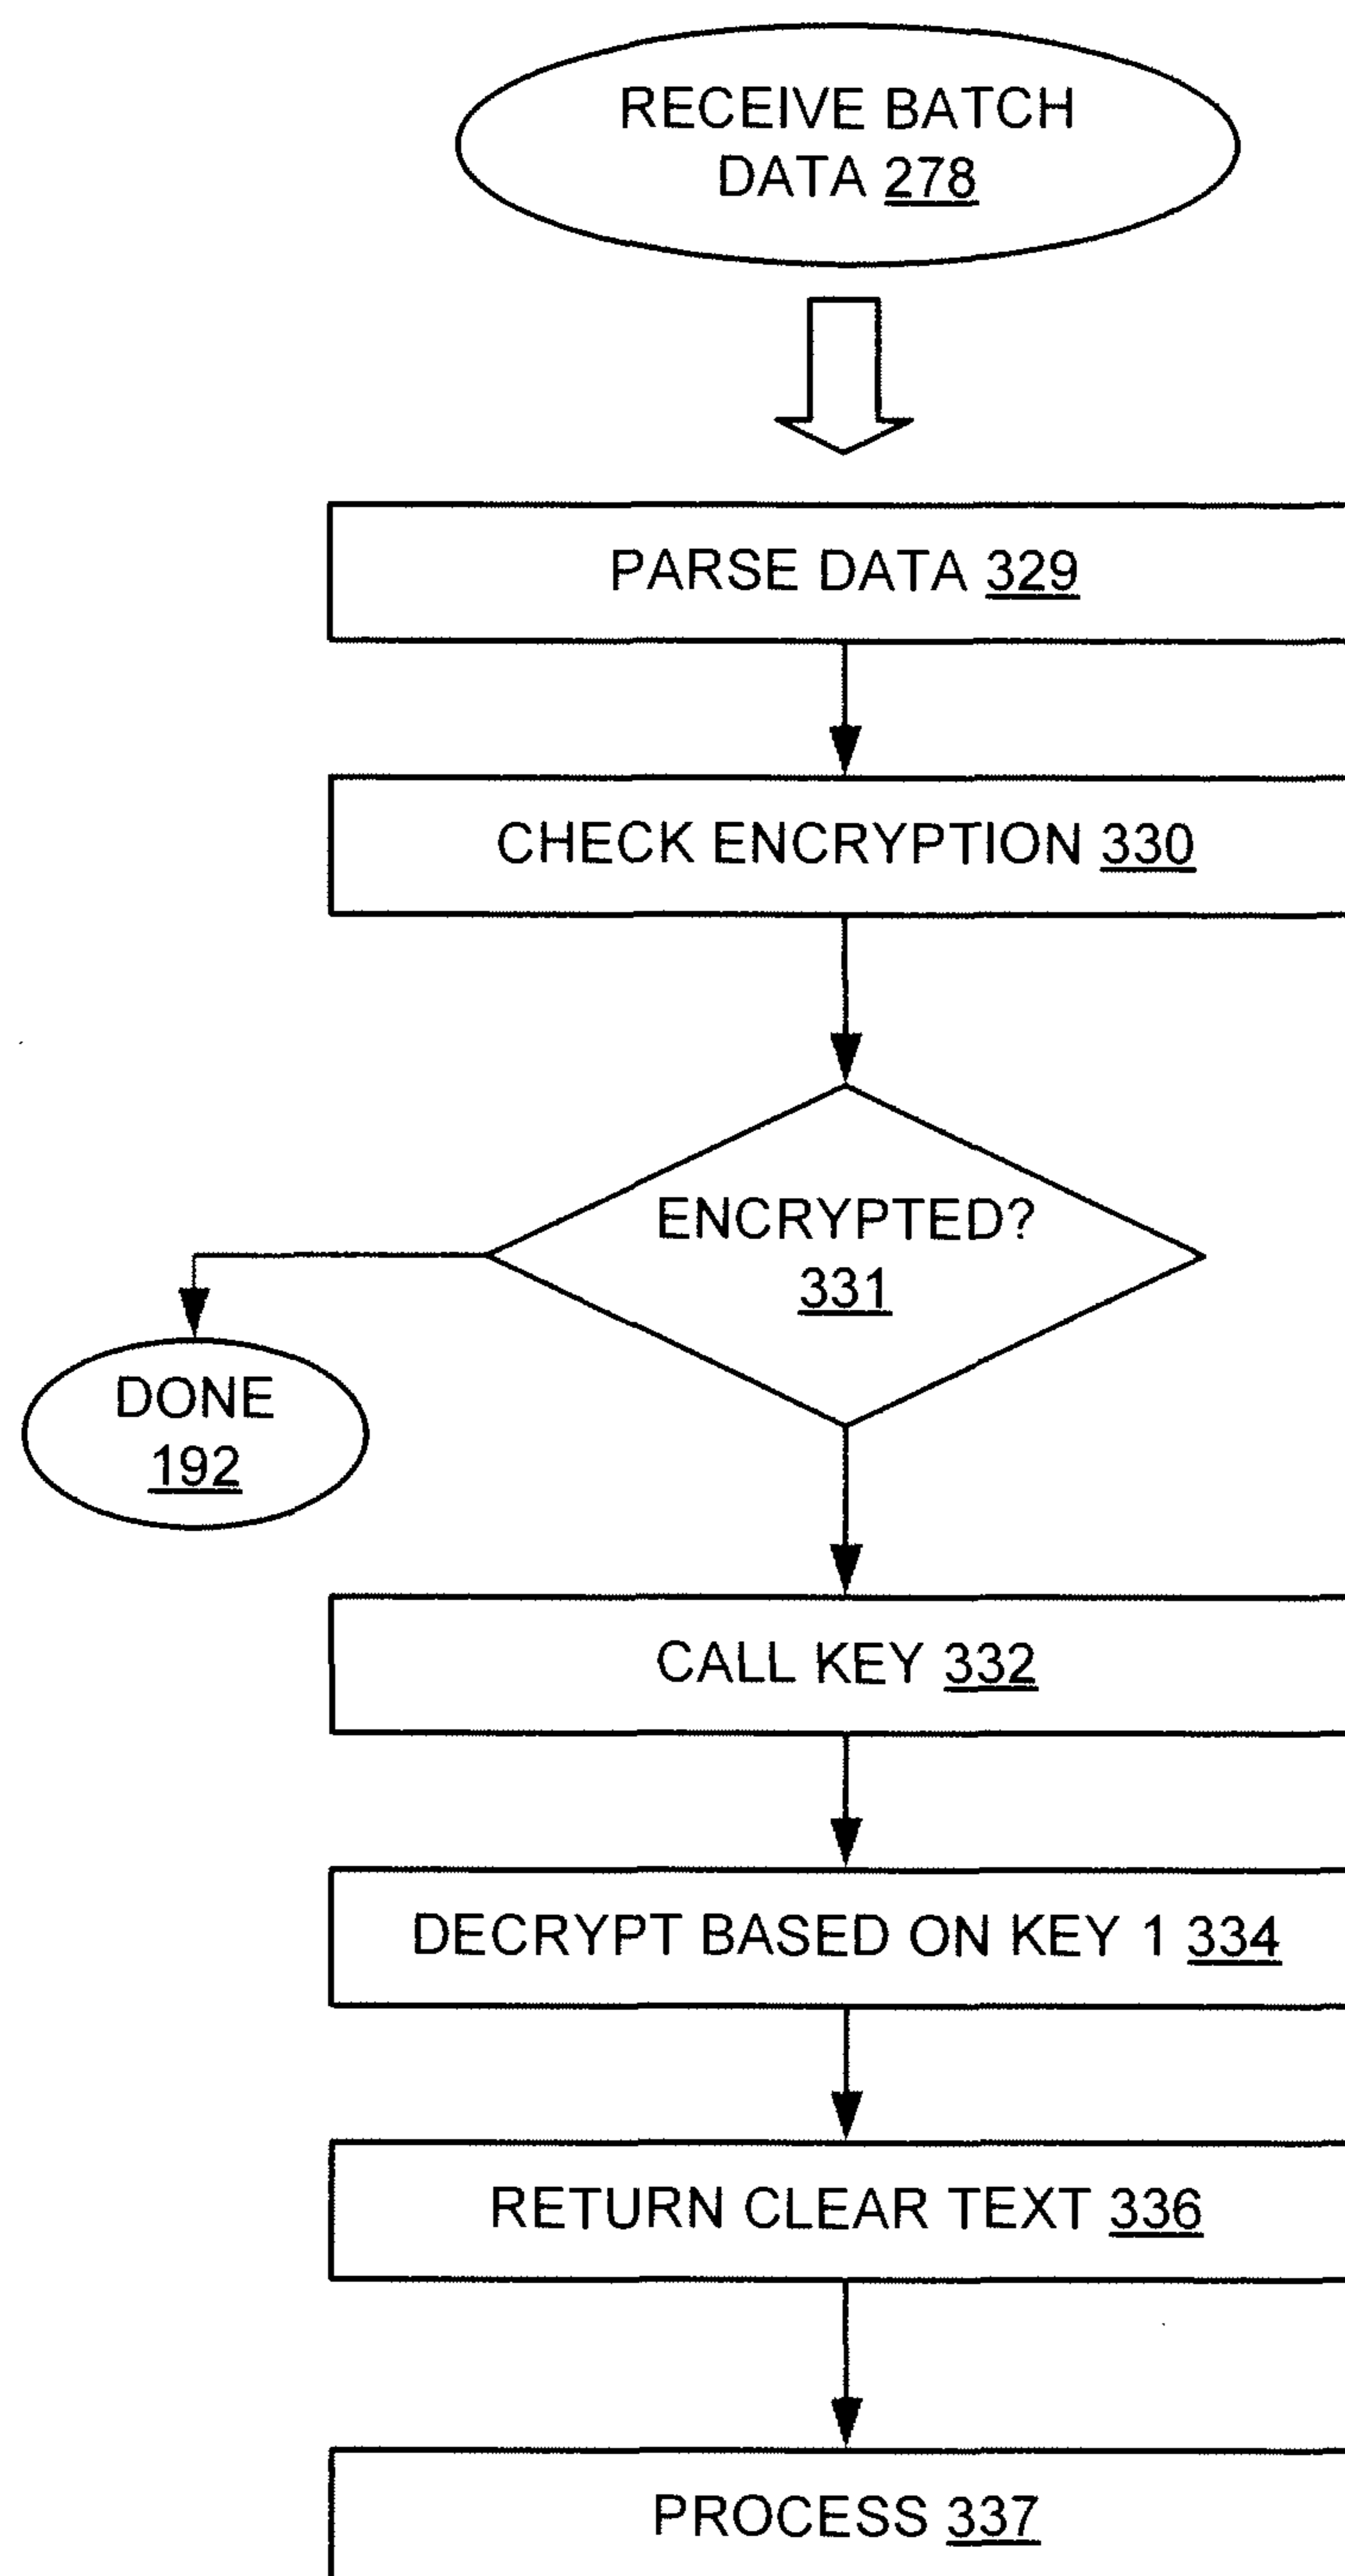 RECEIVE BATCH
DATA 278
PARSE DATA 329
CHECK ENCRYPTION 330
ENCRYPTED?
331
DONE
192
CALL KEY 332
DECRYPT BASED ON KEY 1 334
RETURN CLEAR TEXT 336
PROCESS 337